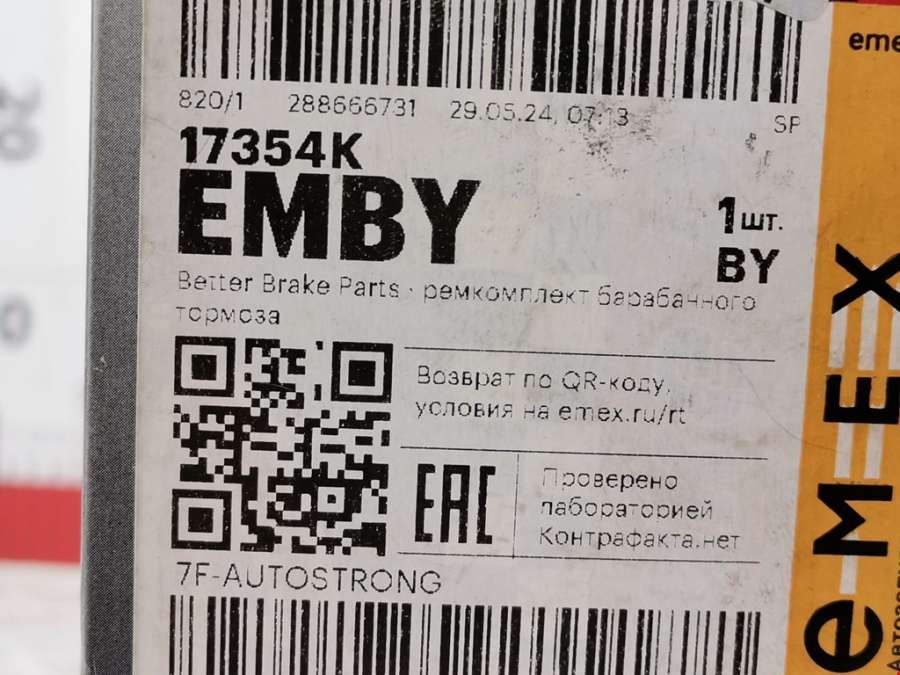 820/1 288666731 29.05.24, 07:13
SP
17354K
EMBY
1шт.
BY
Better Brake Parts · ремкомплект барабанного
тормоза
Возврат по QR-коду,
условия на emex.ru/rt
EAC
Проверено
лабораторией
Контрафакта.нет
7F-AUTOSTRONG
eme
e-m-E-X